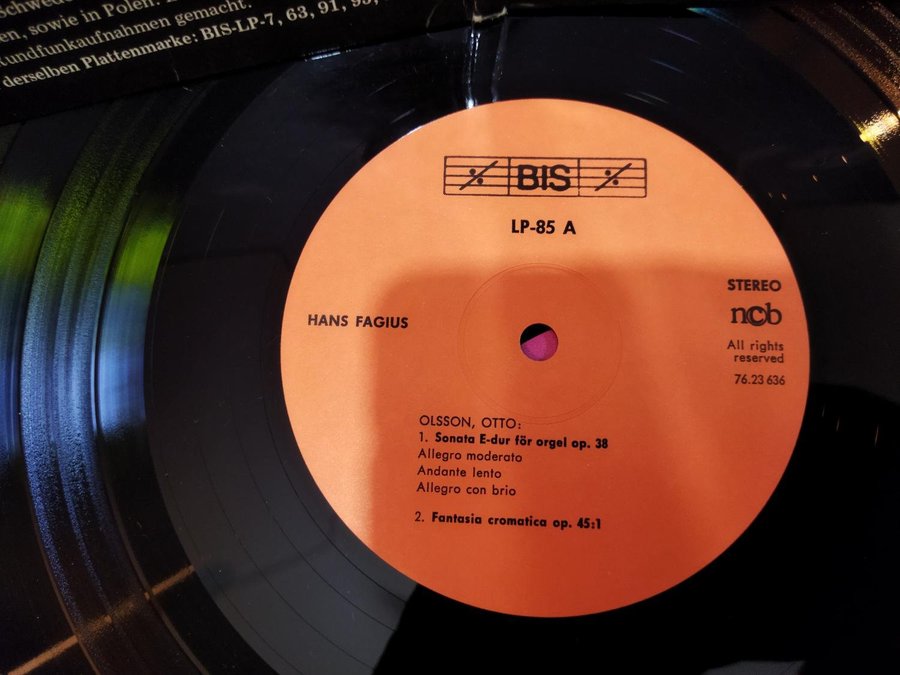 Schwede
en, sowie in Polen.
Rundfunkaufnahmen gemacht.
derselben Plattenmarke: BIS-LP-7, 63, 91, 95,
BIS
LP-85 A
STEREO
ncb
All rights
reserved
76.23 636
HANS FAGIUS
OLSSON, OTTO:
1. Sonata E-dur för orgel op. 38
Allegro moderato
Andante lento
Allegro con brio
2. Fantasia cromatica op. 45:1